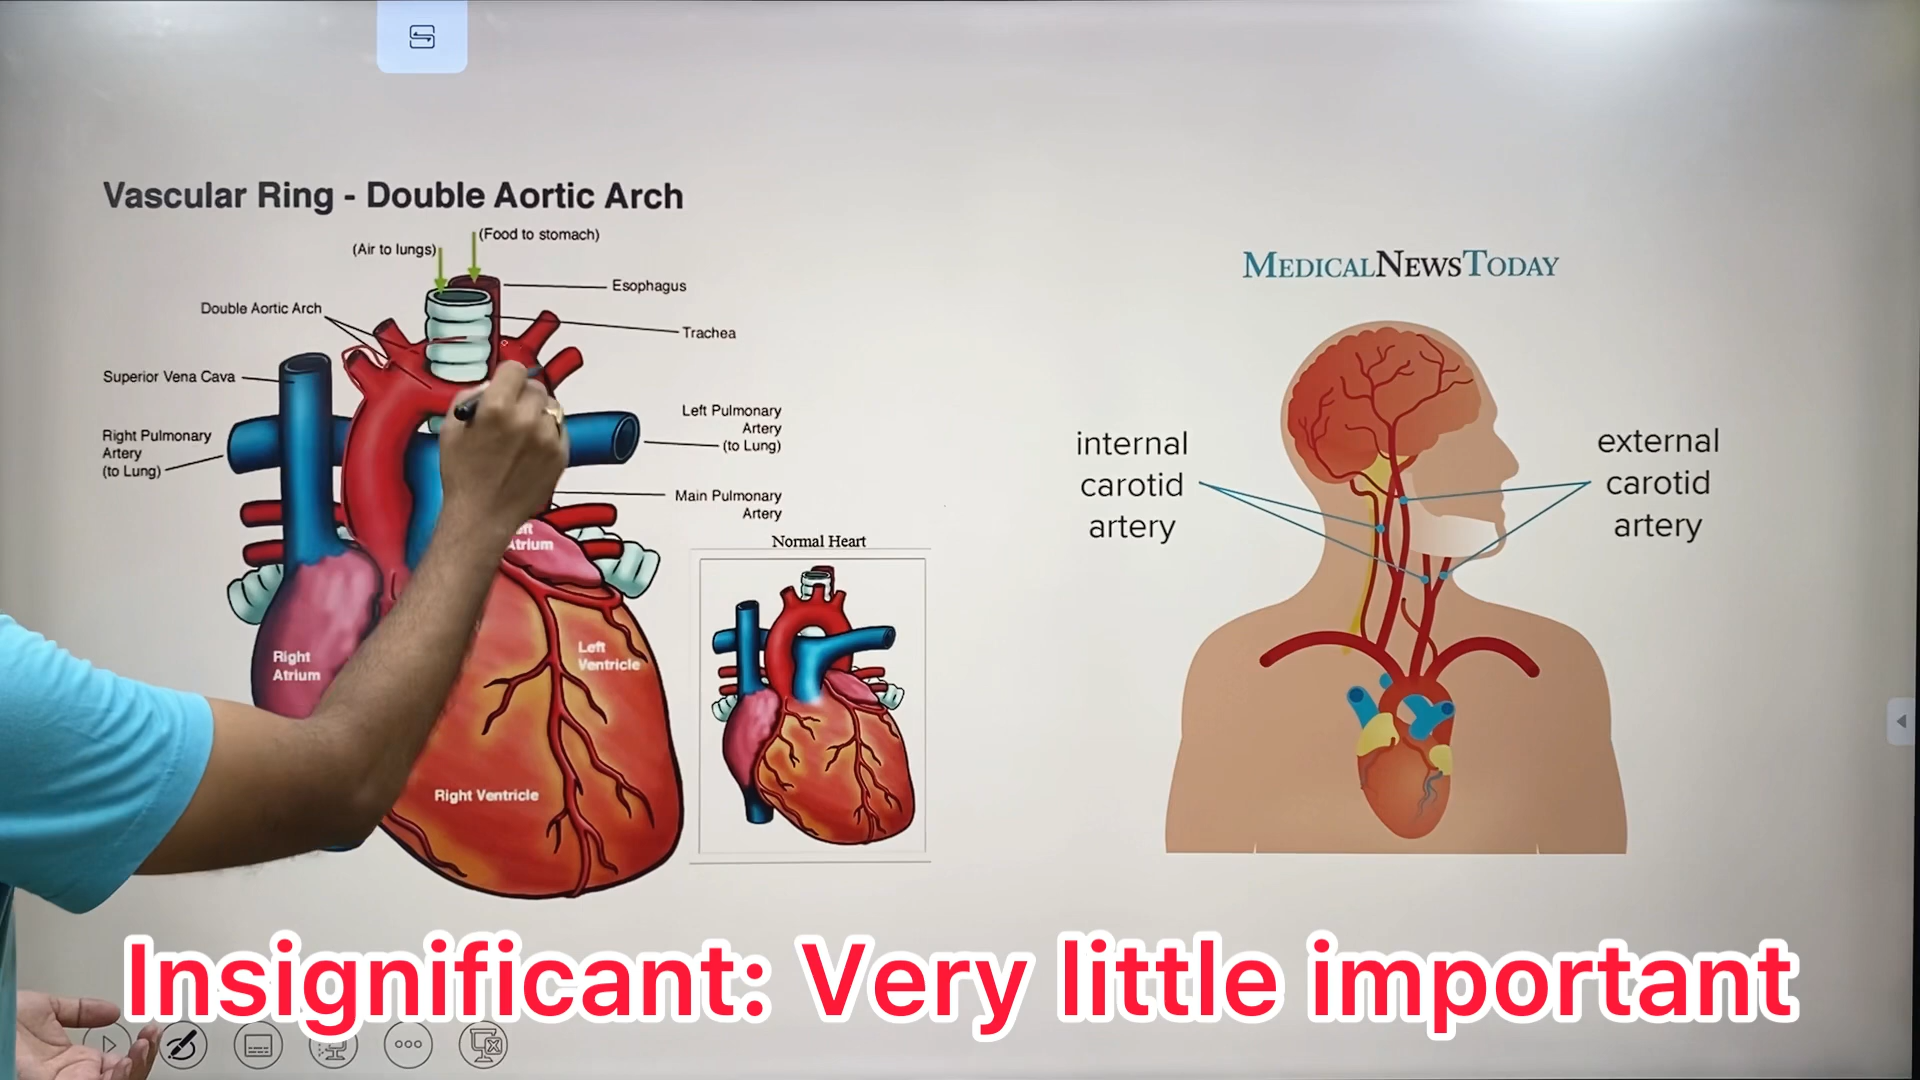 Vascular Ring - Double Aortic Arch
(Air to lungs)
(Food to stomach)
Esophagus
Double Aortic Arch
Trachea
Superior Vena Cava
Right Pulmonary
Artery
(to Lung)
Left Pulmonary
Artery
(to Lung)
Main Pulmonary
Artery
Atrium
Left
Ventricle
Right
Atrium
Right Ventricle
Normal Heart
MEDICALNEWSTODAY
internal
carotid
artery
external
carotid
artery
Insignificant: Very little important